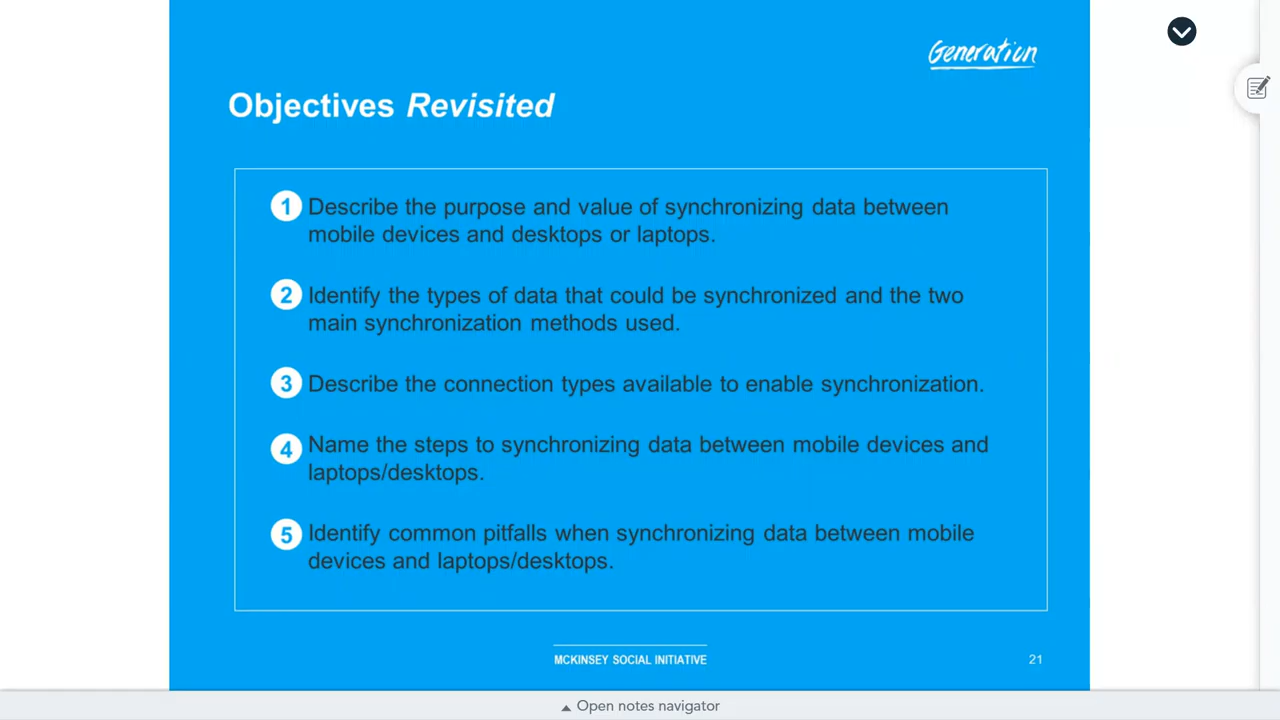 Generation
Objectives Revisited
1 Describe the purpose and value of synchronizing data between
mobile devices and desktops or laptops.
2 Identify the types of data that could be synchronized and the two
main synchronization methods used.
3 Describe the connection types available to enable synchronization.
4 Name the steps to synchronizing data between mobile devices and
laptops/desktops.
5 Identify common pitfalls when synchronizing data between mobile
devices and laptops/desktops.
MCKINSEY SOCIAL INITIATIVE
21
Open notes navigator